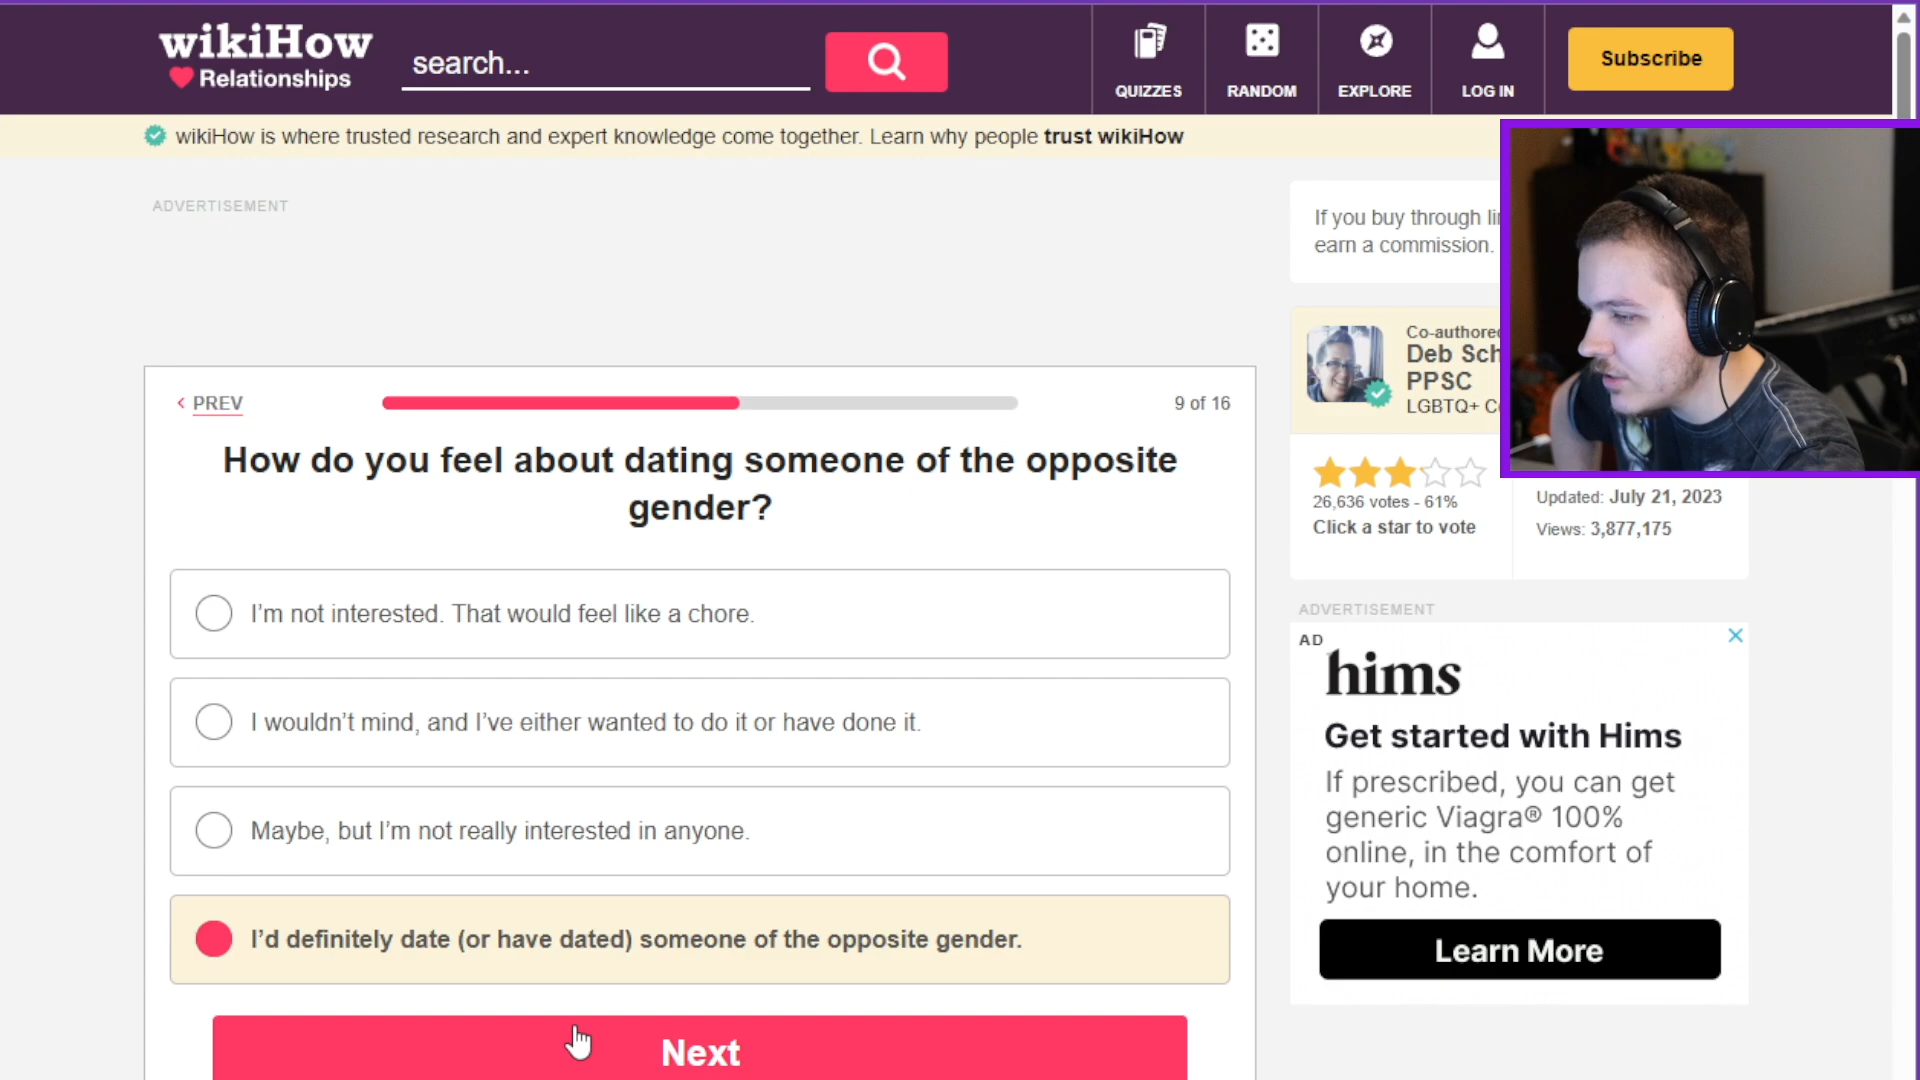 wikiHow
Relationships
search...
QUIZZES
RANDOM
EXPLORE
LOG IN
Subscribe
wikiHow is where trusted research and expert knowledge come together. Learn why people trust wikiHow
ADVERTISEMENT
If you buy through
earn a commission.
Co-authored
Deb Sch
PPSC
LGBTQ+
26,636 votes - 61%
Click a star to vote
Updated: July 21, 2023
Views: 3,877,175
PREV
9 of 16
How do you feel about dating someone of the opposite
gender?
I'm not interested. That would feel like a chore.
I wouldn't mind, and I've either wanted to do it or have done it.
Maybe, but I'm not really interested in anyone.
I'd definitely date (or have dated) someone of the opposite gender.
Next
ADVERTISEMENT
AD
hims
Get started with Hims
If prescribed, you can get
generic Viagra® 100%
online, in the comfort of
your home.
Learn More